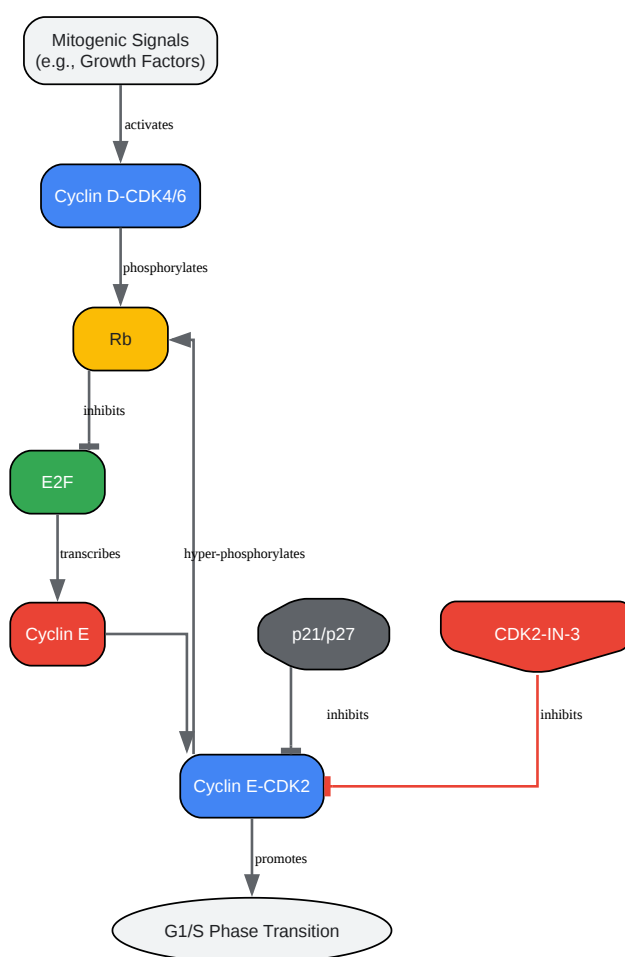 Mitogenic Signals
(e.g., Growth Factors)
activates
Cyclin D-CDK4/6
phosphorylates
Rb
inhibits
E2F
transcribes
hyper-phosphorylates
Cyclin E
p21/p27
CDK2-IN-3
inhibits
inhibits
Cyclin E-CDK2
promotes
G1/S Phase Transition